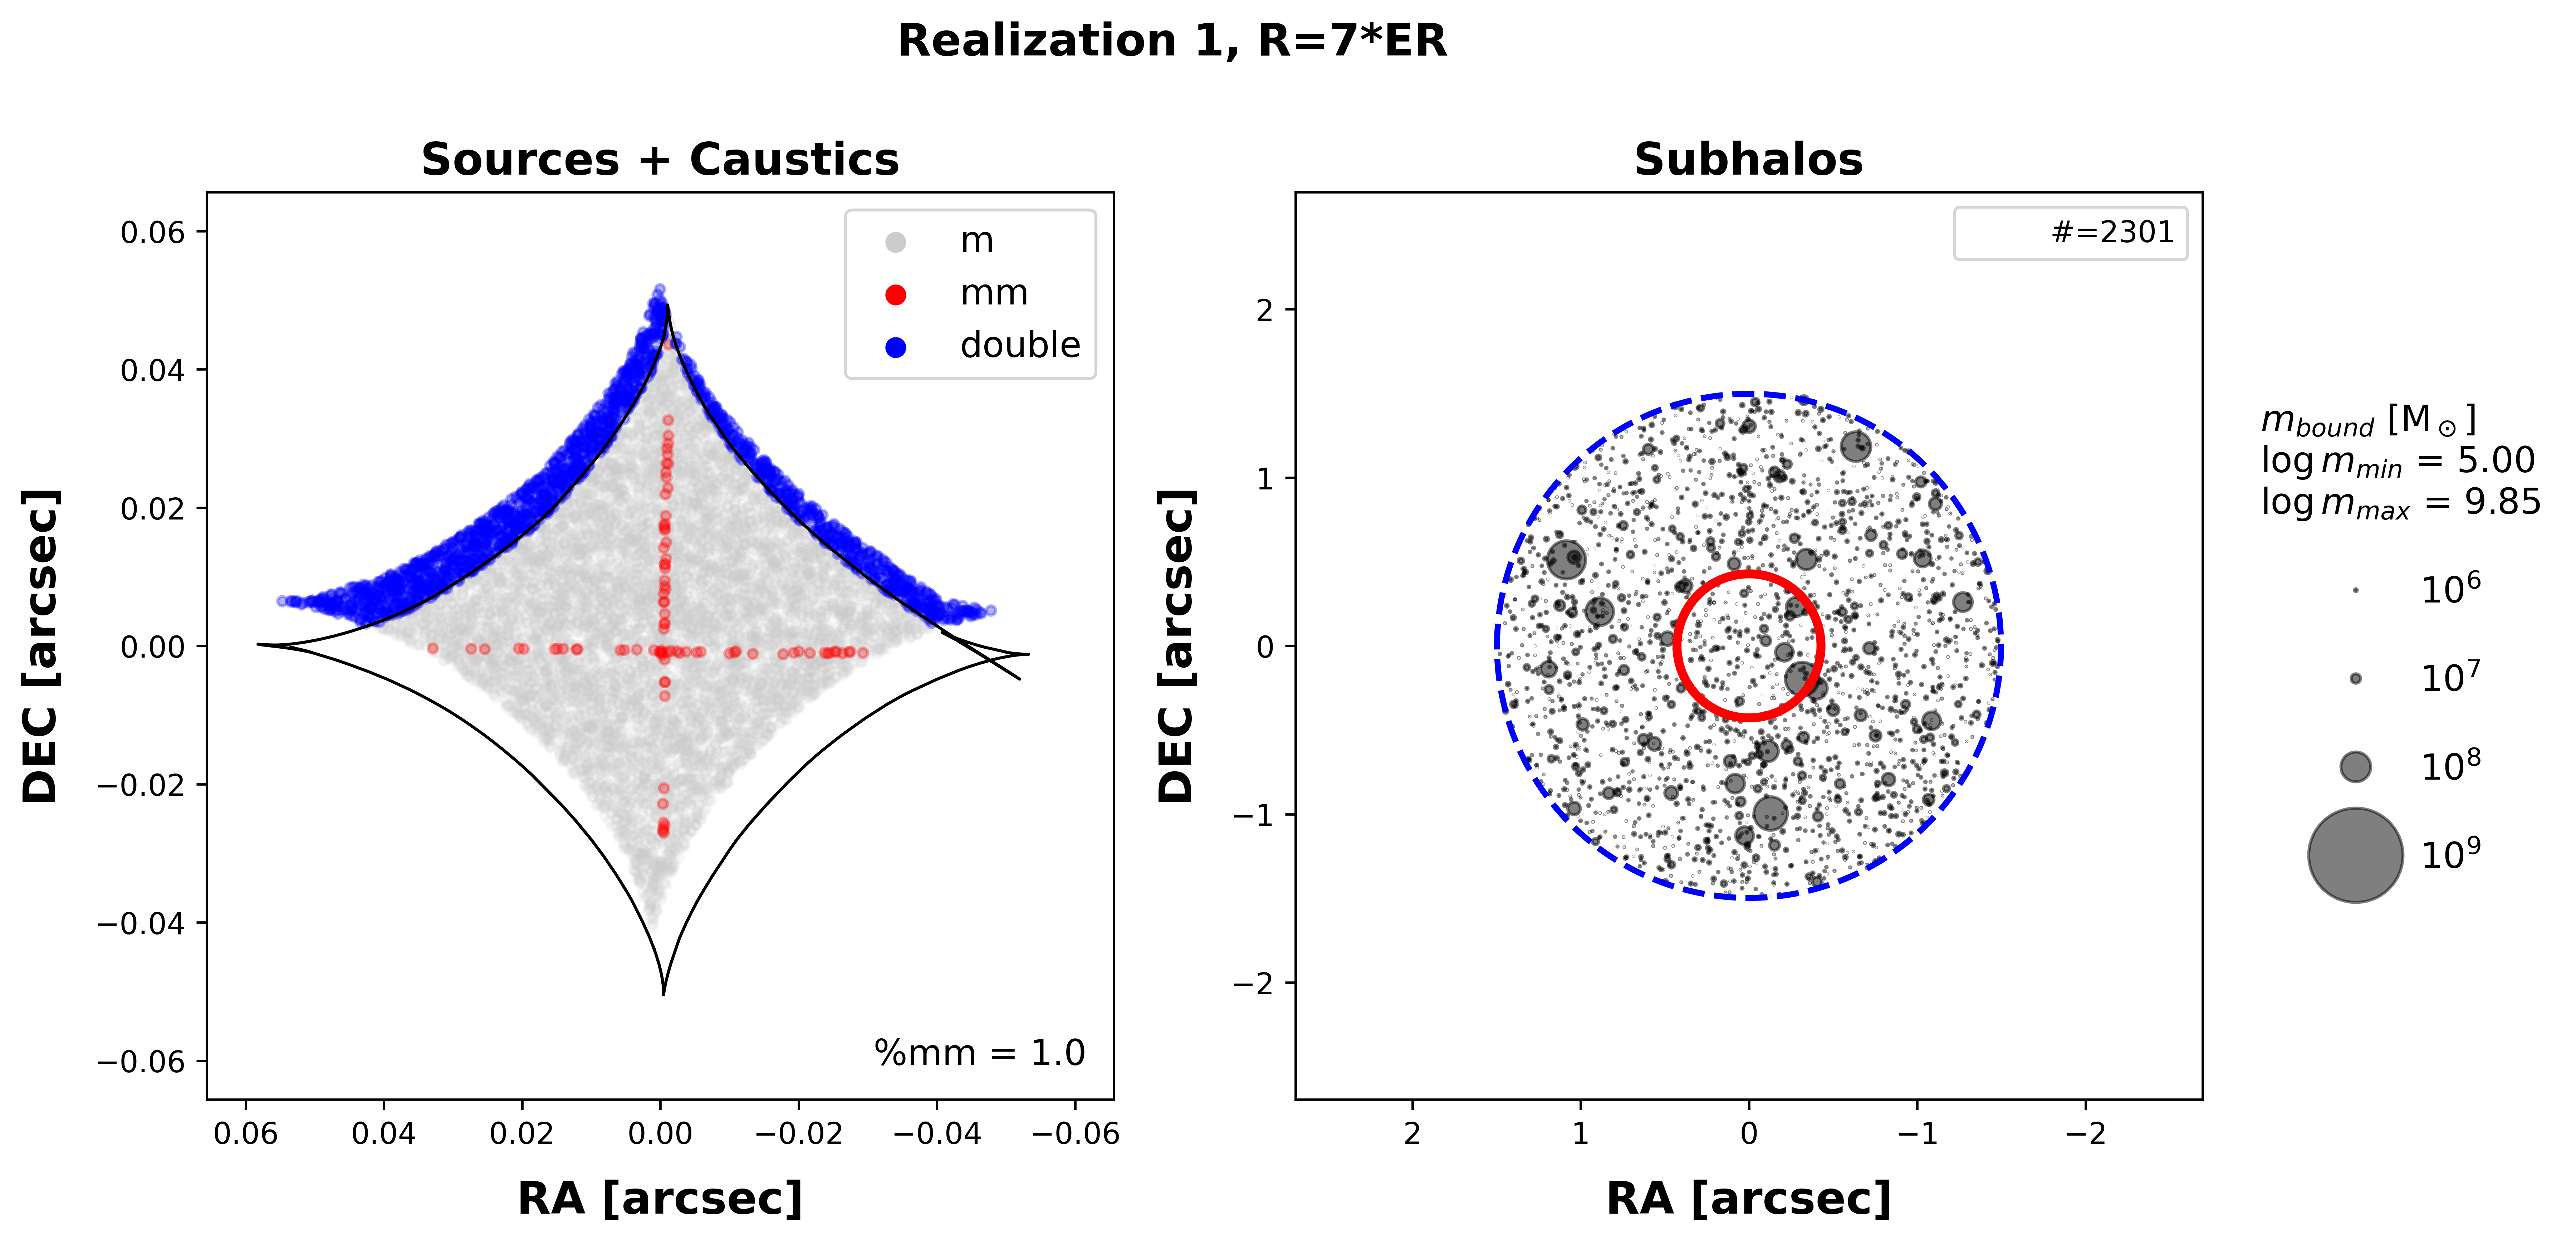 Realization 1, R=7*ER
Sources + Caustics
m
mm
double
%mm = 1.0
0.06
0.04
0.02
0.00
−0.02
−0.04
−0.06
0.06
0.04
0.02
0.00
−0.02
−0.04
−0.06
DEC [arcsec]
RA [arcsec]
Subhalos
#=2301
2
1
0
−1
−2
2
1
0
−1
−2
DEC [arcsec]
RA [arcsec]
m_bound [M_⊙]
log m_min = 5.00
log m_max = 9.85
10^6
10^7
10^8
10^9